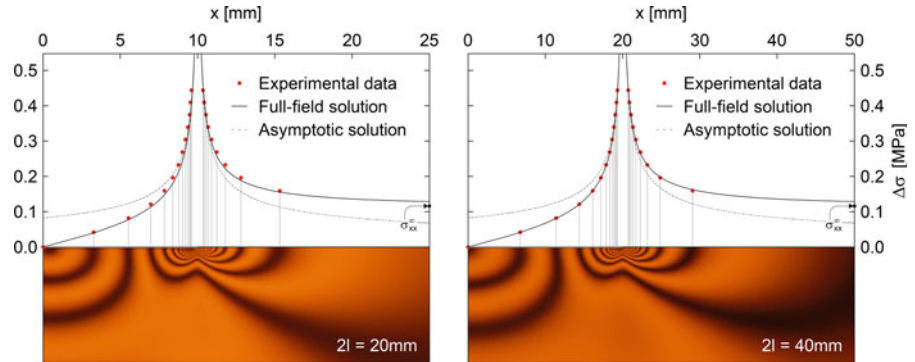 x [mm]
0 5 10 15 20 25
0.5
0.4
0.3
0.2
0.1
0.0
Experimental data
Full-field solution
Asymptotic solution
σ∞xx
2l = 20mm
x [mm]
0 10 20 30 40 50
Experimental data
Full-field solution
Asymptotic solution
σ∞xx
0.5
0.4
0.3
0.2
0.1
0.0
Δσ [MPa]
2l = 40mm